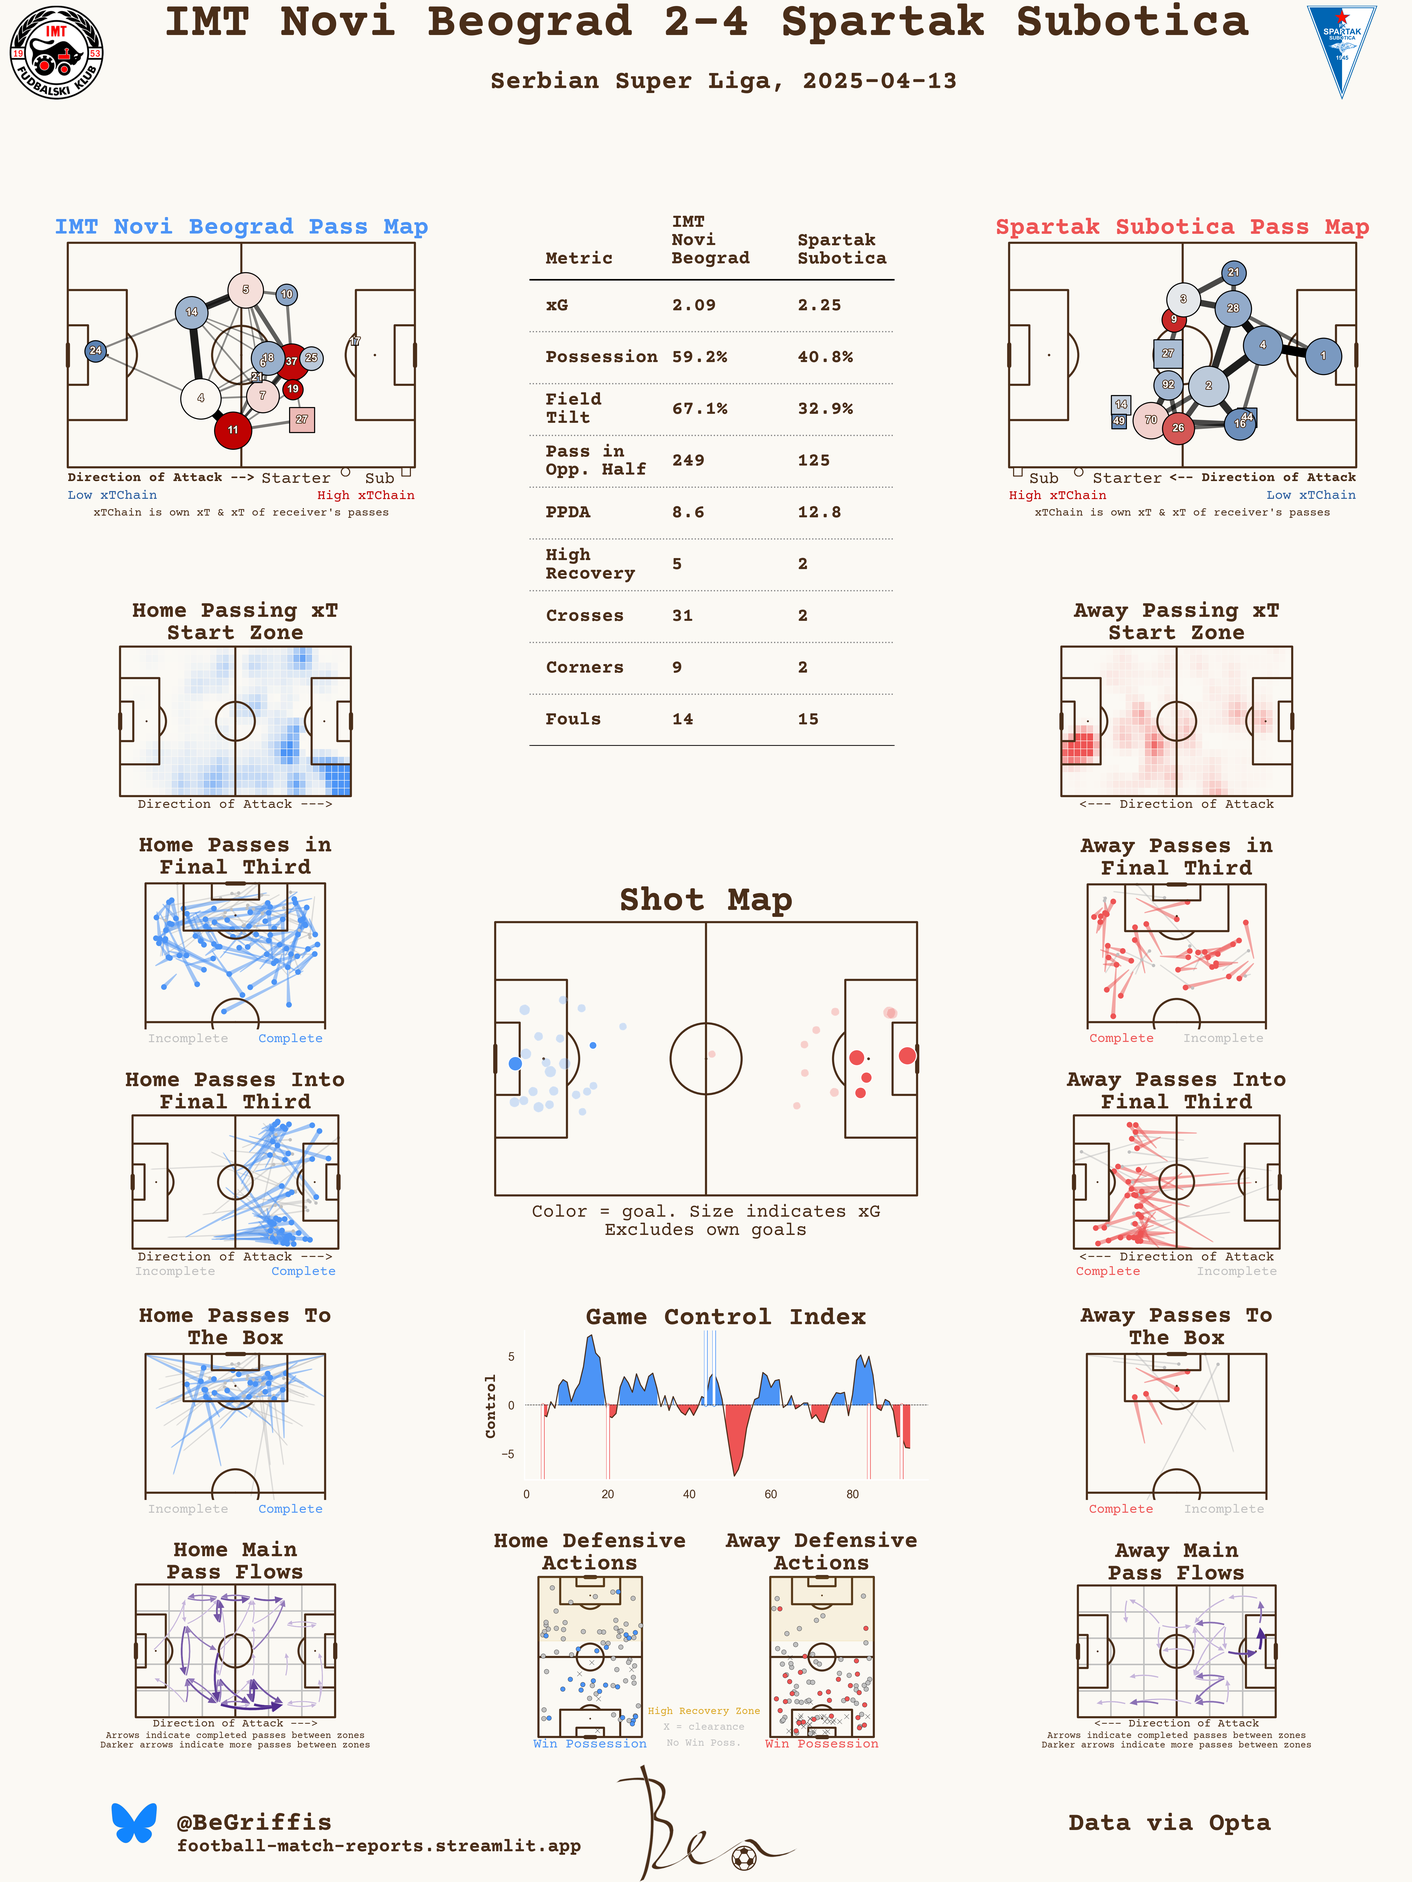 IMT Novi Beograd 2-4 Spartak Subotica
Serbian Super Liga, 2025-04-13
IMT
19 53
FUDBALSKI KLUB
SPARTAK
SUBOTICA
1945
IMT Novi Beograd Pass Map
5
10
14
24
18
6
37
25
17
21
19
4
7
27
11
Direction of Attack --> Starter Sub
Low xTChain High xTChain
xTChain is own xT & xT of receiver's passes
Metric IMT Novi Beograd Spartak Subotica
xG 2.09 2.25
Possession 59.2% 40.8%
Field Tilt 67.1% 32.9%
Pass in Opp. Half 249 125
PPDA 8.6 12.8
High Recovery 5 2
Crosses 31 2
Corners 9 2
Fouls 14 15
Spartak Subotica Pass Map
21
3
28
9
27
4
1
92
2
14
49
70
26
16
44
Sub Starter <-- Direction of Attack
High xTChain Low xTChain
xTChain is own xT & xT of receiver's passes
Home Passing xT
Start Zone
Direction of Attack --->
Away Passing xT
Start Zone
<--- Direction of Attack
Home Passes in
Final Third
Incomplete Complete
Away Passes in
Final Third
Complete Incomplete
Shot Map
Color = goal. Size indicates xG
Excludes own goals
Home Passes Into
Final Third
Direction of Attack --->
Incomplete Complete
Away Passes Into
Final Third
<--- Direction of Attack
Complete Incomplete
Home Passes To
The Box
Incomplete Complete
Game Control Index
Control
5
0
−5
0 20 40 60 80
Away Passes To
The Box
Complete Incomplete
Home Main
Pass Flows
Direction of Attack --->
Arrows indicate completed passes between zones
Darker arrows indicate more passes between zones
Home Defensive
Actions
Win Possession
Away Defensive
Actions
Win Possession
High Recovery Zone
X = clearance
No Win Poss.
Away Main
Pass Flows
<--- Direction of Attack
Arrows indicate completed passes between zones
Darker arrows indicate more passes between zones
@BeGriffis
football-match-reports.streamlit.app
Ben
Data via Opta